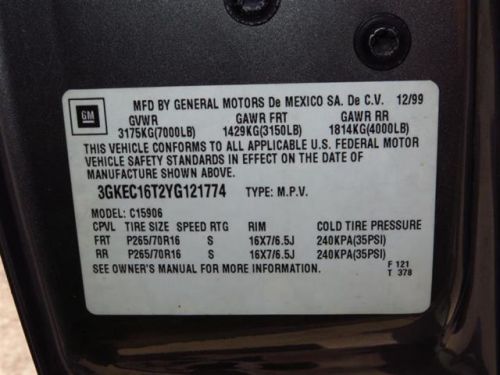 GM
MFD BY GENERAL MOTORS De MEXICO SA. De C.V. 12/99
GVWR GAWR FRT GAWR RR
3175KG(7000LB) 1429KG(3150LB) 1814KG(4000LB)
THIS VEHICLE CONFORMS TO ALL APPLICABLE U.S. FEDERAL MOTOR
VEHICLE SAFETY STANDARDS IN EFFECT ON THE DATE OF
MANUFACTURE SHOWN ABOVE.
3GKEC16T2YG121774 TYPE: M.P.V.
MODEL: C15906
CPVL TIRE SIZE SPEED RTG RIM COLD TIRE PRESSURE
FRT P265/70R16 S 16X7/6.5J 240KPA(35PSI)
RR P265/70R16 S 16X7/6.5J 240KPA(35PSI)
SEE OWNER'S MANUAL FOR MORE INFORMATION.
F 121
T 378